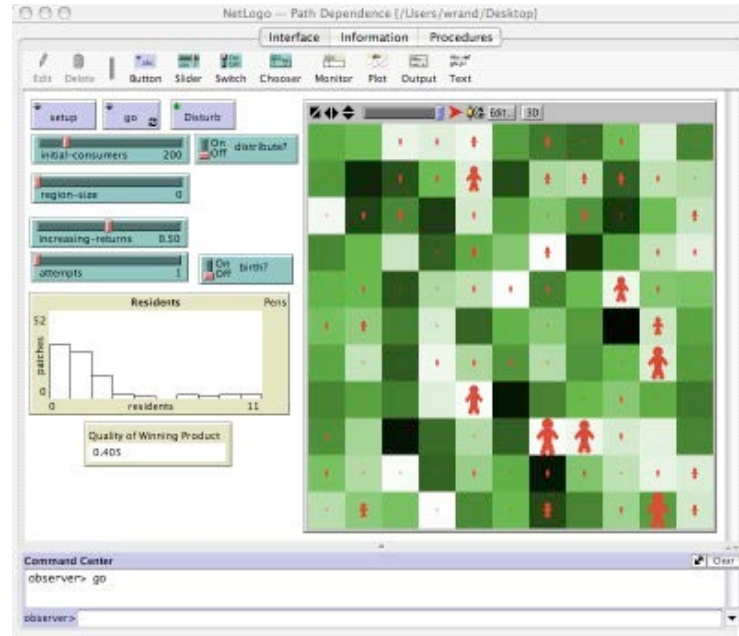 NetLogo — Path Dependence {/Users/wrand/Desktop}
Interface Information Procedures
Edit Delete Button Slider Switch Chooser Monitor Plot Output Text
setup go Disturb
initial-consumers 200
On Off distribute?
region-size 0
increasing-returns 0.50
attempts 1
On Off birth?
Edit... 3D
Residents Pens
52
patches
0
0 residents 11
Quality of Winning Product
0.405
Command Center Clear
observer> go
observer>